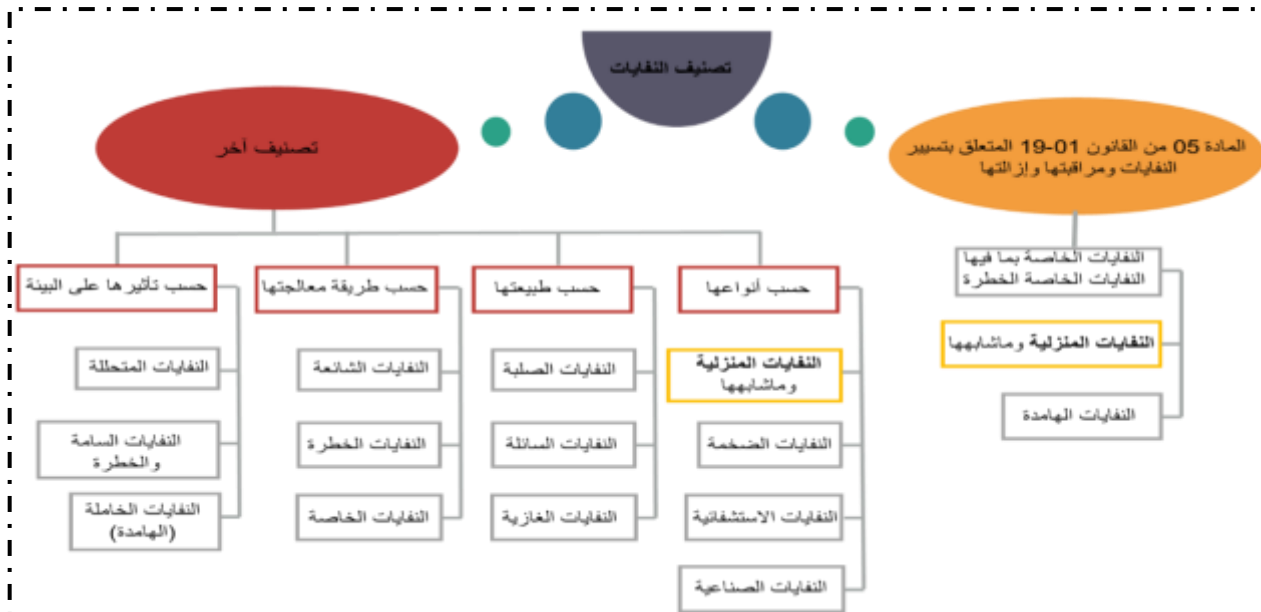 تصنيف النفايات
المادة 05 من القانون 01-19 المتعلق بتسيير
النفايات ومراقبتها وإزالتها
النفايات الخاصة بما فيها
النفايات الخاصة الخطرة
النفايات المنزلية وماشابهها
النفايات الهامدة
تصنيف آخر
حسب أنواعها
النفايات المنزلية
وماشابهها
النفايات الضخمة
النفايات الاستشفائية
النفايات الصناعية
حسب طبيعتها
النفايات الصلبة
النفايات السائلة
النفايات الغازية
حسب طريقة معالجتها
النفايات الشائعة
النفايات الخطرة
النفايات الخاصة
حسب تأثيرها على البيئة
النفايات المتحللة
النفايات السامة
والخطرة
النفايات الخاملة
(الهامدة)